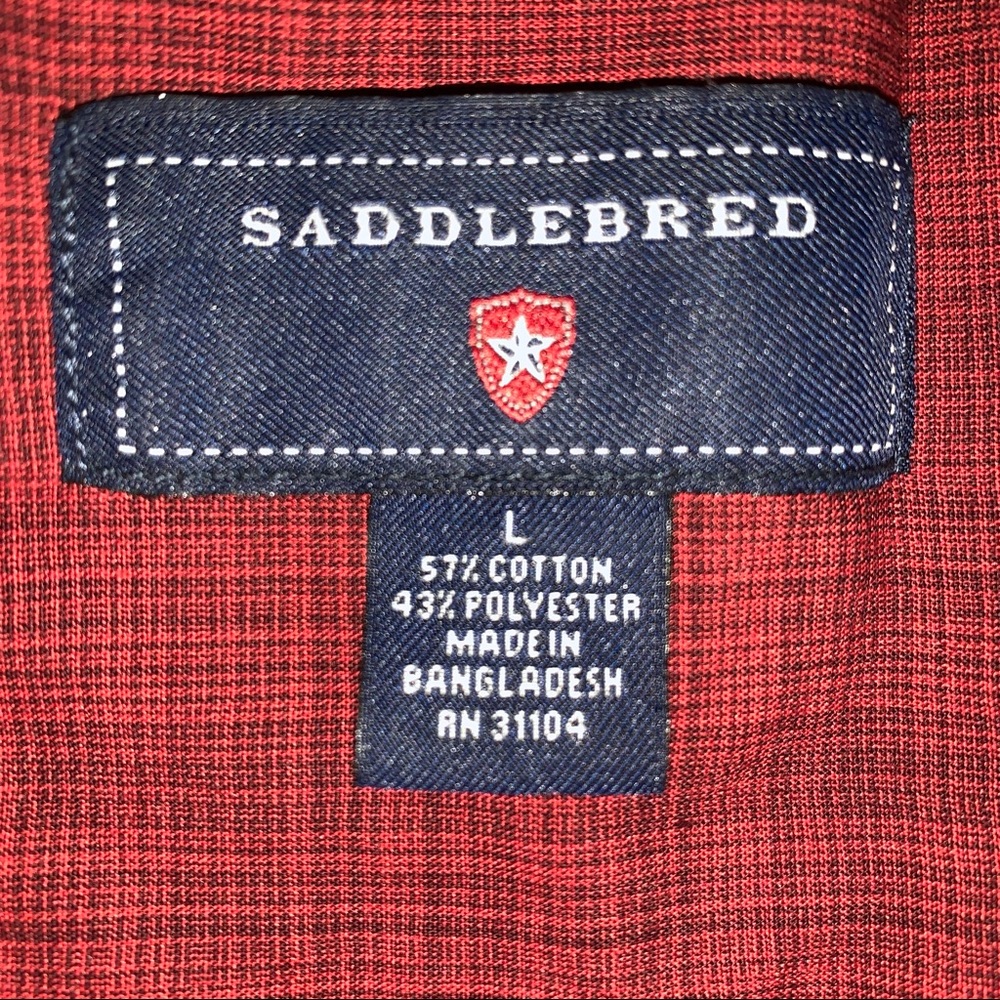 SADDLEBRED
L
57% COTTON
43% POLYESTER
MADE IN
BANGLADESH
RN 31104